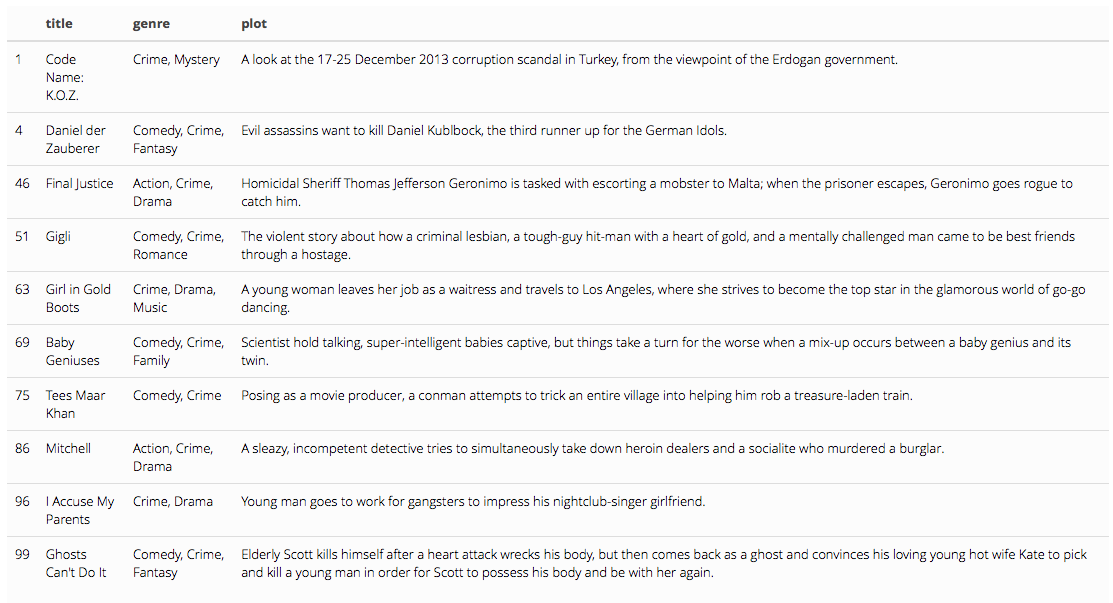 title genre plot
1 Code Name: K.O.Z. Crime, Mystery A look at the 17-25 December 2013 corruption scandal in Turkey, from the viewpoint of the Erdogan government.
4 Daniel der Zauberer Comedy, Crime, Fantasy Evil assassins want to kill Daniel Kublbock, the third runner up for the German Idols.
46 Final Justice Action, Crime, Drama Homicidal Sheriff Thomas Jefferson Geronimo is tasked with escorting a mobster to Malta; when the prisoner escapes, Geronimo goes rogue to catch him.
51 Gigli Comedy, Crime, Romance The violent story about how a criminal lesbian, a tough-guy hit-man with a heart of gold, and a mentally challenged man came to be best friends through a hostage.
63 Girl in Gold Boots Crime, Drama, Music A young woman leaves her job as a waitress and travels to Los Angeles, where she strives to become the top star in the glamorous world of go-go dancing.
69 Baby Geniuses Comedy, Crime, Family Scientist hold talking, super-intelligent babies captive, but things take a turn for the worse when a mix-up occurs between a baby genius and its twin.
75 Tees Maar Khan Comedy, Crime Posing as a movie producer, a conman attempts to trick an entire village into helping him rob a treasure-laden train.
86 Mitchell Action, Crime, Drama A sleazy, incompetent detective tries to simultaneously take down heroin dealers and a socialite who murdered a burglar.
96 I Accuse My Parents Crime, Drama Young man goes to work for gangsters to impress his nightclub-singer girlfriend.
99 Ghosts Can't Do It Comedy, Crime, Fantasy Elderly Scott kills himself after a heart attack wrecks his body, but then comes back as a ghost and convinces his loving young hot wife Kate to pick and kill a young man in order for Scott to possess his body and be with her again.